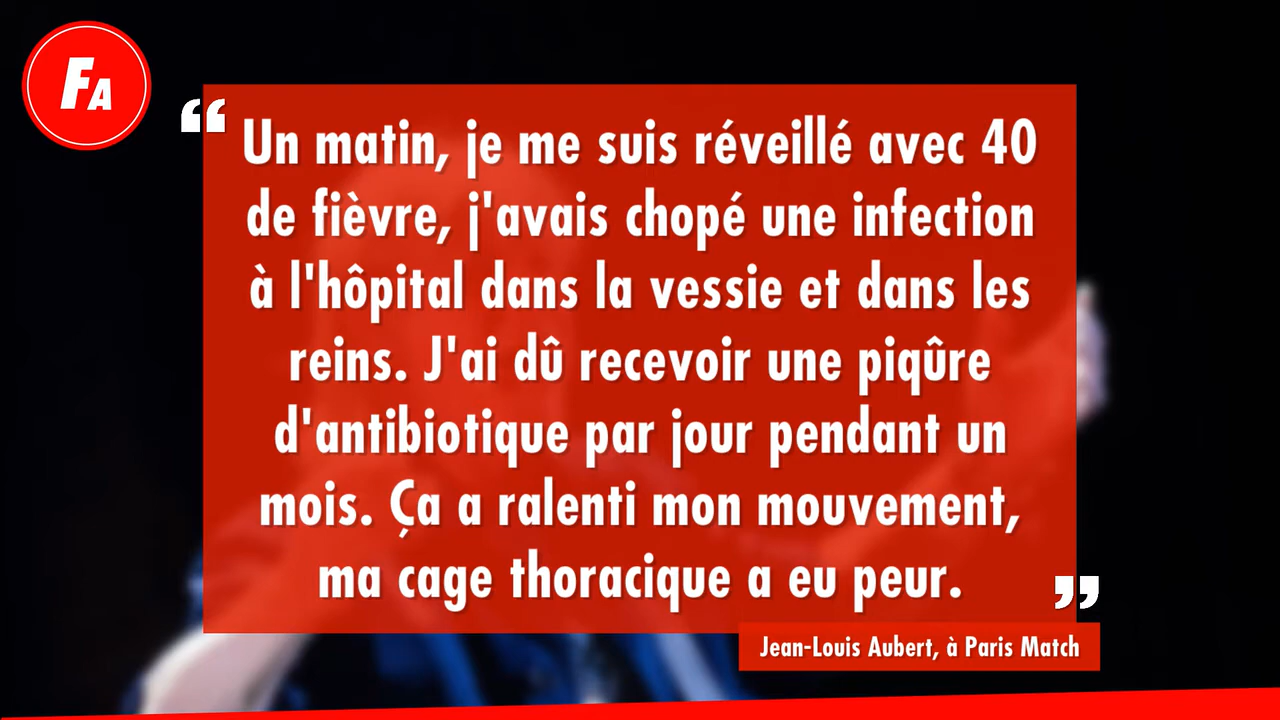 FA
“
Un matin, je me suis réveillé avec 40
de fièvre, j'avais chopé une infection
à l'hôpital dans la vessie et dans les
reins. J'ai dû recevoir une piqûre
d'antibiotique par jour pendant un
mois. Ça a ralenti mon mouvement,
ma cage thoracique a eu peur.
”
Jean-Louis Aubert, à Paris Match